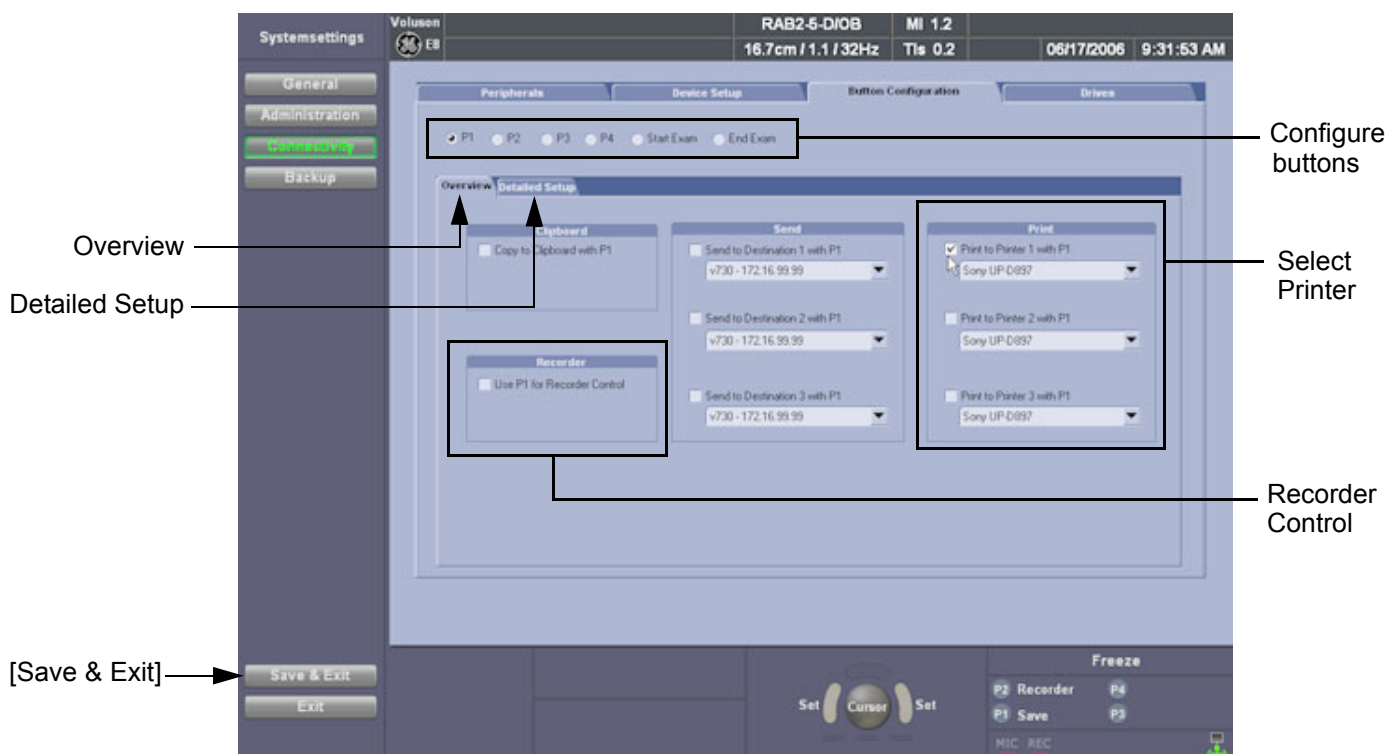 Systemsettings
Voluson
E8
RAB2-5-D/OB
MI 1.2
16.7cm / 1.1 / 32Hz
TIs 0.2
06/17/2006
9:31:53 AM
General
Administration
Connectivity
Backup
Peripherals
Device Setup
Button Configuration
Drives
P1
P2
P3
P4
Start Exam
End Exam
Configure
buttons
Overview
Detailed Setup
Overview
Detailed Setup
Clipboard
Copy to Clipboard with P1
Recorder
Use P1 for Recorder Control
Send
Send to Destination 1 with P1
v730 - 172.16.99.99
Send to Destination 2 with P1
v730 - 172.16.99.99
Send to Destination 3 with P1
v730 - 172.16.99.99
Print
Print to Printer 1 with P1
Sony UP-D897
Print to Printer 2 with P1
Sony UP-D897
Print to Printer 3 with P1
Sony UP-D897
Select
Printer
Recorder
Control
[Save & Exit]
Save & Exit
Exit
Set
Cursor
Set
Freeze
P2 Recorder
P4
P1 Save
P3
MIC REC